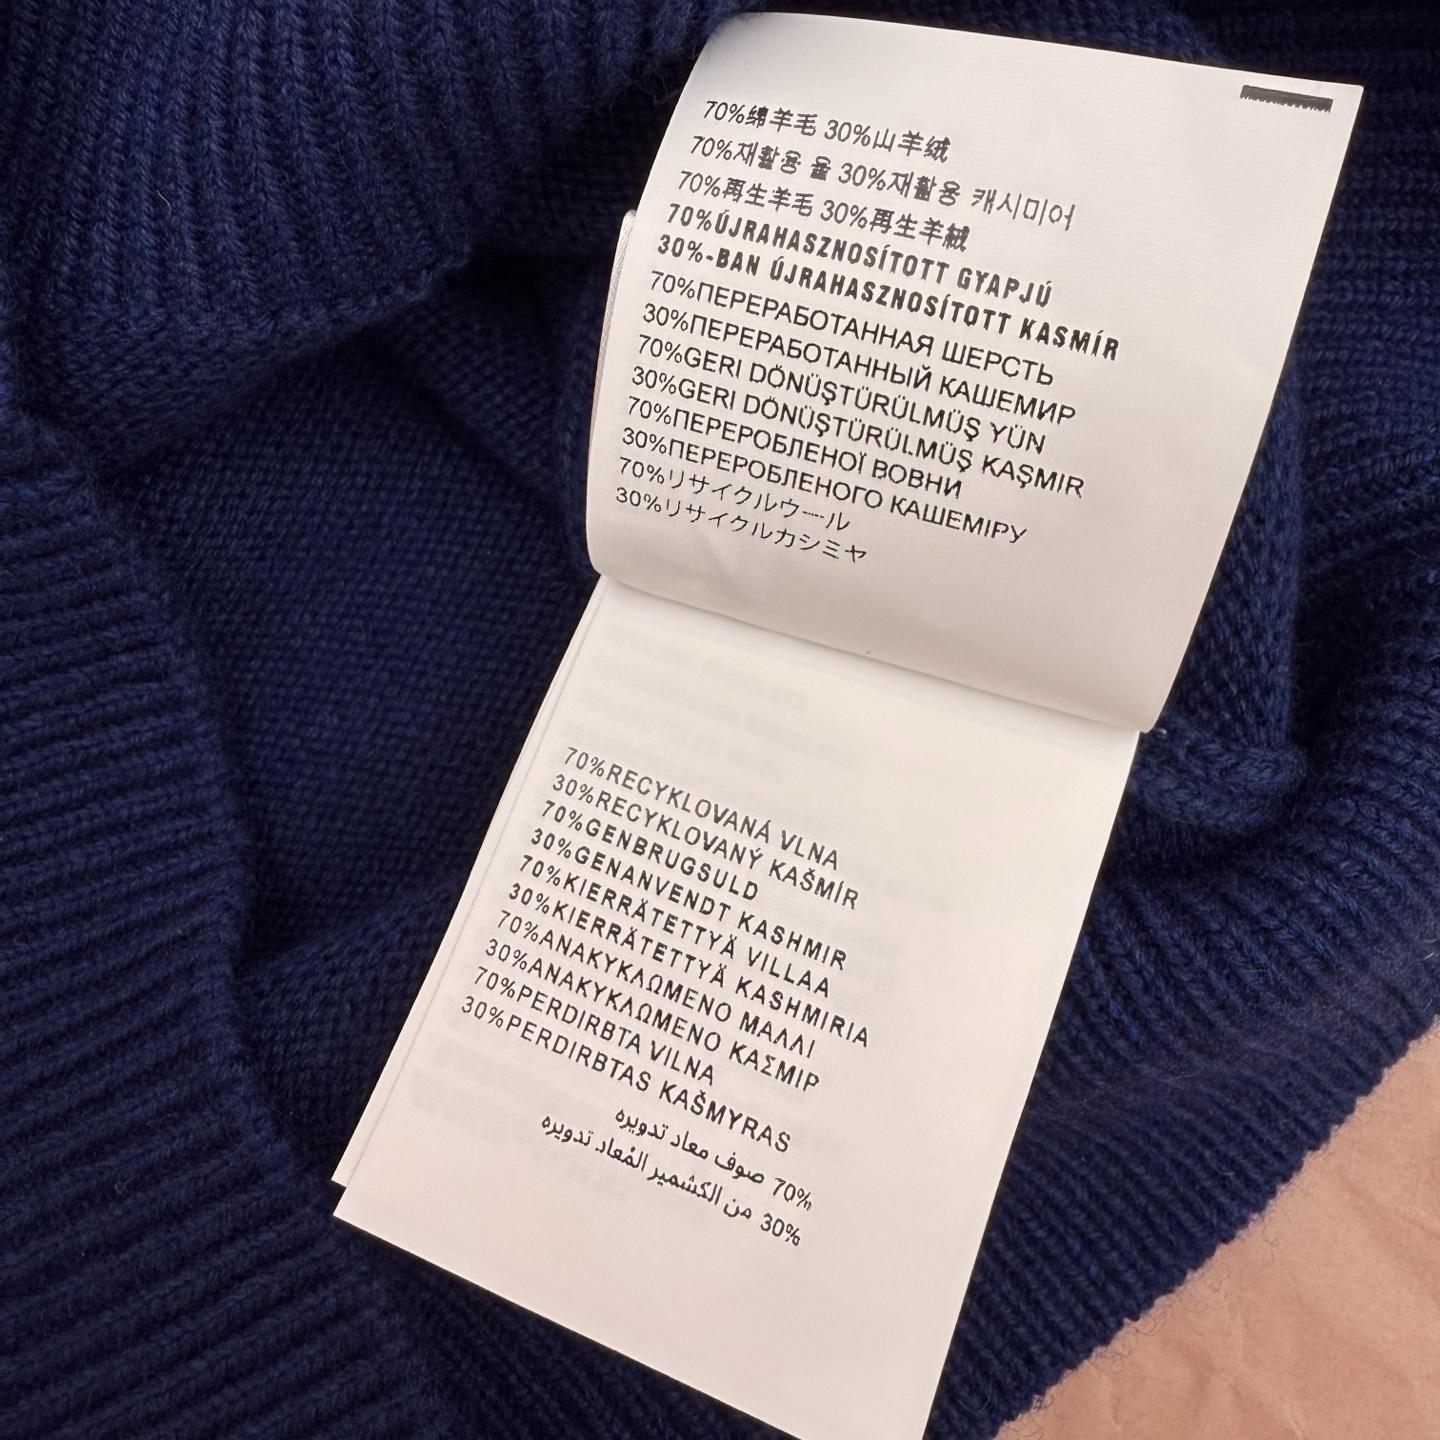 70%绵羊毛 30%山羊绒
70%재활용 울 30%재활용 캐시미어
70%再生羊毛 30%再生羊絨
70%ÚJRAHASZNOSÍTOTT GYAPJÚ
30%-BAN ÚJRAHASZNOSÍTOTT KASMÍR
70%ПЕРЕРАБОТАННАЯ ШЕРСТЬ
30%ПЕРЕРАБОТАННЫЙ КАШЕМИР
70%GERI DÖNÜŞTÜRÜLMÜŞ YÜN
30%GERI DÖNÜŞTÜRÜLMÜŞ KAŞMIR
70%ПЕРЕРОБЛЕНОЇ ВОВНИ
30%ПЕРЕРОБЛЕНОГО КАШЕМІРУ
70%リサイクルウール
30%リサイクルカシミヤ
70%RECYKLOVANÁ VLNA
30%RECYKLOVANÝ KAŠMÍR
70%GENBRUGSULD
30%GENANVENDT KASHMIR
70%KIERRÄTETTYÄ VILLAA
30%KIERRÄTETTYÄ KASHMIRIA
70%ΑΝΑΚΥΚΛΩΜΕΝΟ ΜΑΛΛΙ
30%ΑΝΑΚΥΚΛΩΜΕΝΟ ΚΑΣΜΙΡ
70%PERDIRBTA VILNA
30%PERDIRBTAS KAŠMYRAS
70% صوف معاد تدويره
30% من الكشمير المُعاد تدويره